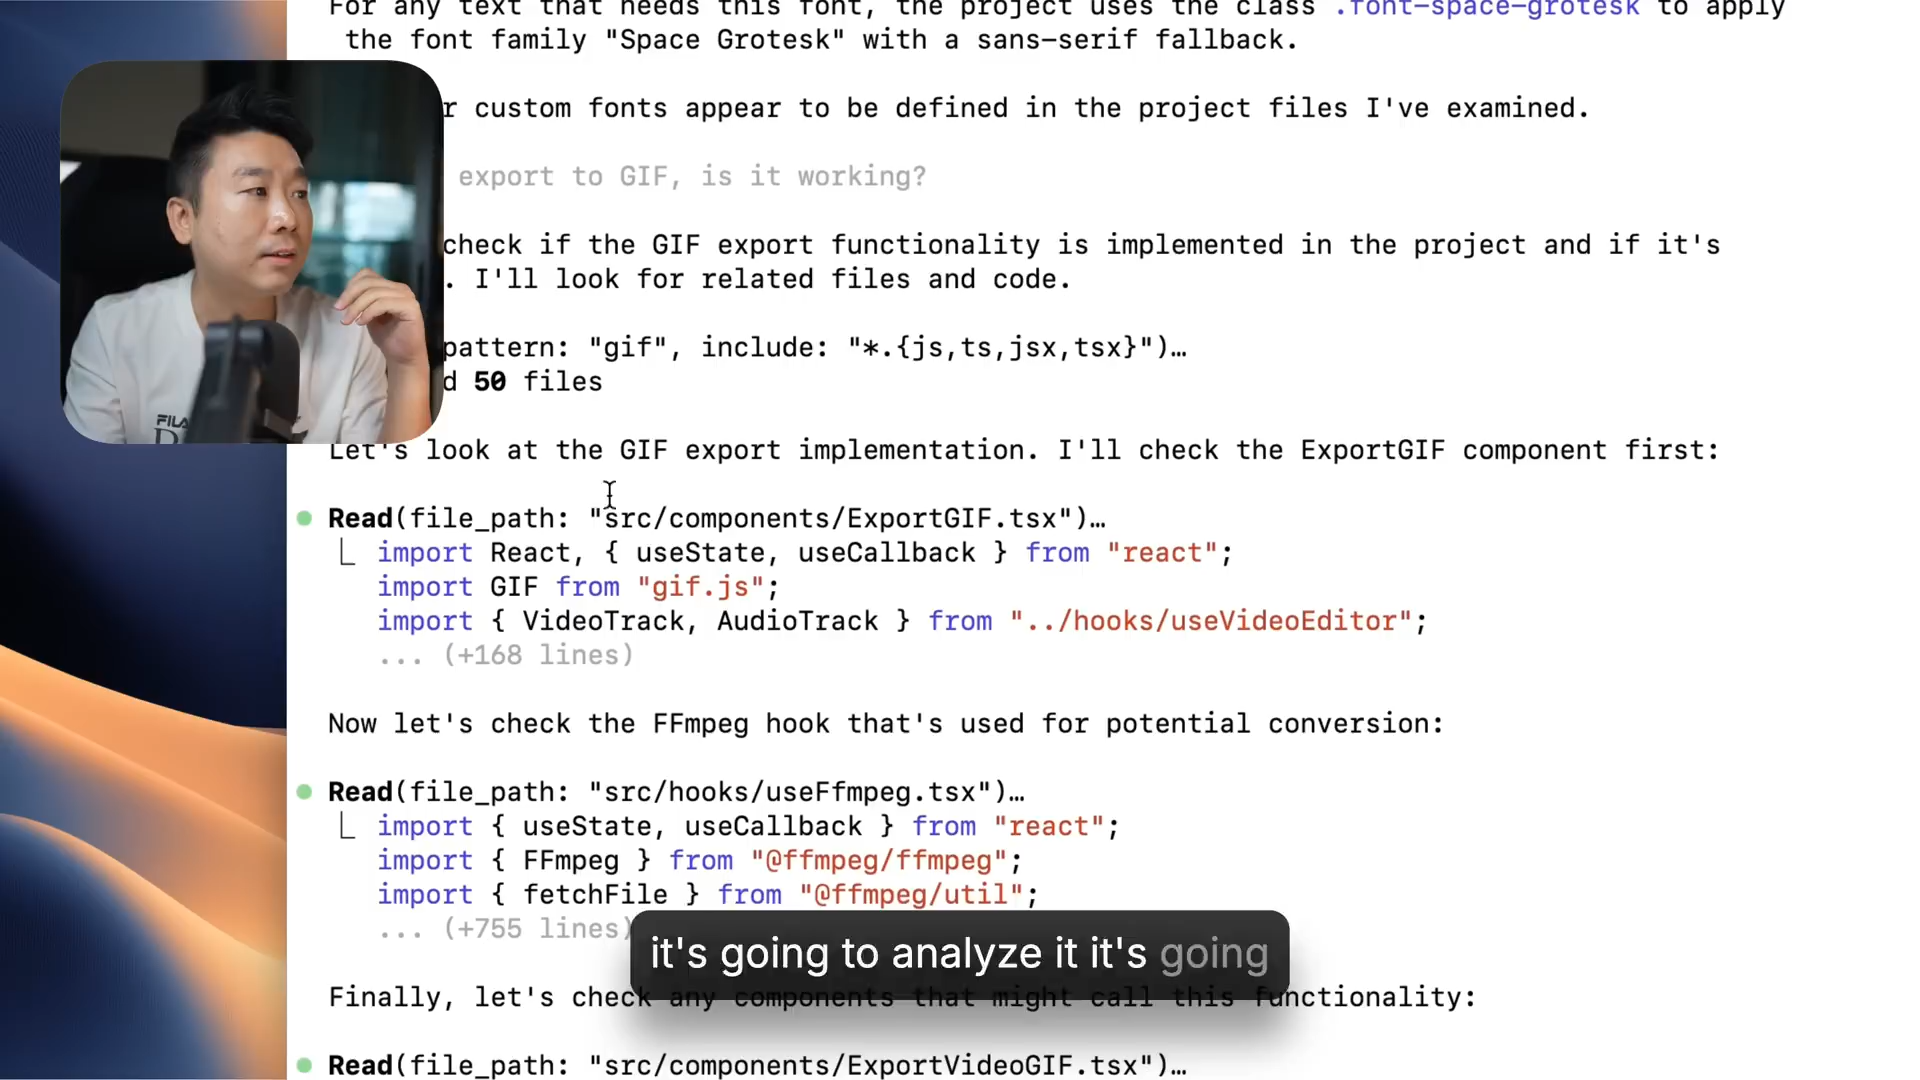 For any text that needs this font, the project uses the class .font-space-grotesk to apply
the font family "Space Grotesk" with a sans-serif fallback.
r custom fonts appear to be defined in the project files I've examined.
export to GIF, is it working?
check if the GIF export functionality is implemented in the project and if it's
. I'll look for related files and code.
pattern: "gif", include: "*.{js,ts,jsx,tsx}")…
d 50 files
FILA
Let's look at the GIF export implementation. I'll check the ExportGIF component first:
Read(file_path: "src/components/ExportGIF.tsx")…
import React, { useState, useCallback } from "react";
import GIF from "gif.js";
import { VideoTrack, AudioTrack } from "../hooks/useVideoEditor";
... (+168 lines)
Now let's check the FFmpeg hook that's used for potential conversion:
Read(file_path: "src/hooks/useFfmpeg.tsx")…
import { useState, useCallback } from "react";
import { FFmpeg } from "@ffmpeg/ffmpeg";
import { fetchFile } from "@ffmpeg/util";
... (+755 lines)
it's going to analyze it it's going
Finally, let's check any components that might call this functionality:
Read(file_path: "src/components/ExportVideoGIF.tsx")…